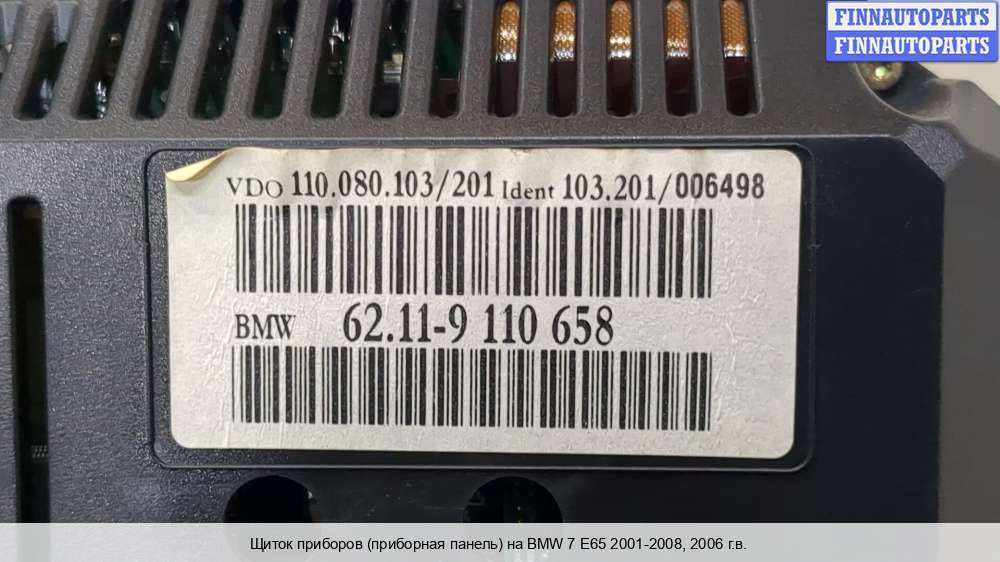 FINNAUTOPARTS
FINNAUTOPARTS
VDO 110.080.103/201 Ident 103.201/006498
BMW 62.11-9 110 658
Щиток приборов (приборная панель) на BMW 7 E65 2001-2008, 2006 г.в.